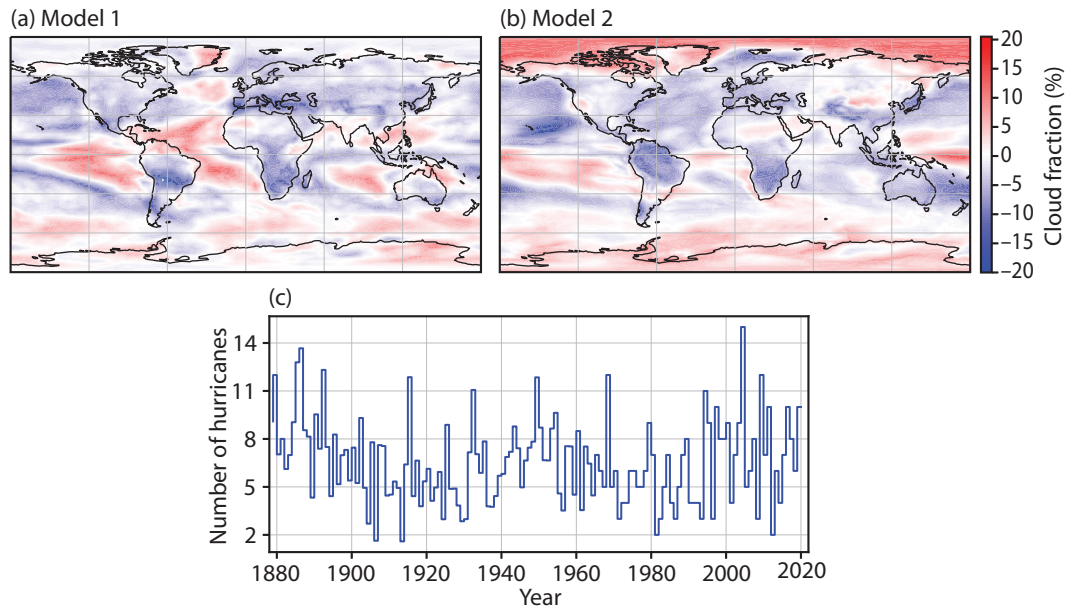 (a) Model 1
(b) Model 2
20
15
10
5
0
−5
−10
−15
−20
Cloud fraction (%)
(c)
Number of hurricanes
14
11
8
5
2
1880 1900 1920 1940 1960 1980 2000 2020
Year